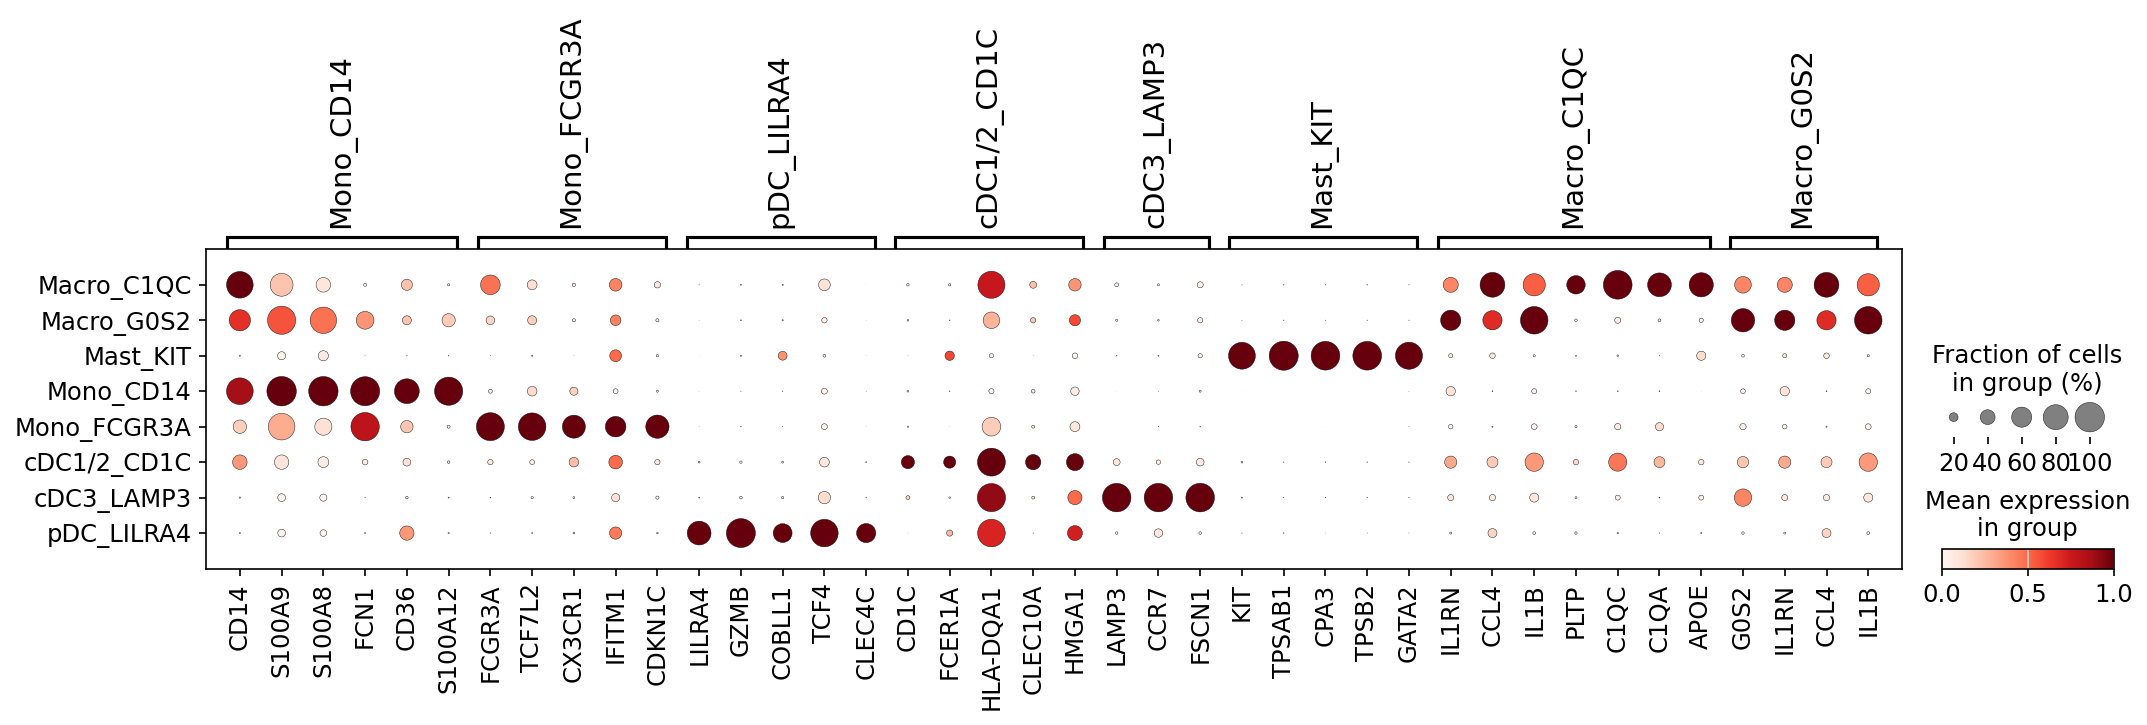 Mono_CD14
Mono_FCGR3A
pDC_LILRA4
cDC1/2_CD1C
cDC3_LAMP3
Mast_KIT
Macro_C1QC
Macro_G0S2
Macro_C1QC
Macro_G0S2
Mast_KIT
Mono_CD14
Mono_FCGR3A
cDC1/2_CD1C
cDC3_LAMP3
pDC_LILRA4
CD14
S100A9
S100A8
FCN1
CD36
S100A12
FCGR3A
TCF7L2
CX3CR1
IFITM1
CDKN1C
LILRA4
GZMB
COBLL1
TCF4
CLEC4C
CD1C
FCER1A
HLA-DQA1
CLEC10A
HMGA1
LAMP3
CCR7
FSCN1
KIT
TPSAB1
CPA3
TPSB2
GATA2
IL1RN
CCL4
IL1B
PLTP
C1QC
C1QA
APOE
G0S2
IL1RN
CCL4
IL1B
Fraction of cells
in group (%)
20 40 60 80 100
Mean expression
in group
0.0 0.5 1.0